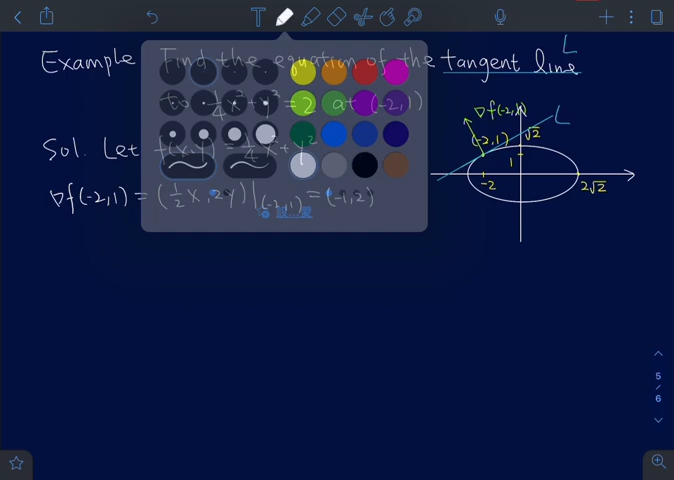 Example Find the equation of the tangent line L
to 1/4 x² + y² = 2 at (-2,1)
Sol. Let f(x,y) = 1/4 x² + y²
∇f(-2,1) = (1/2 x, 2y)|(-2,1) = (-1,2)
∇f(-2,1)
L
(-2,1)
√2
1
-2
2√2
T
5
/
6